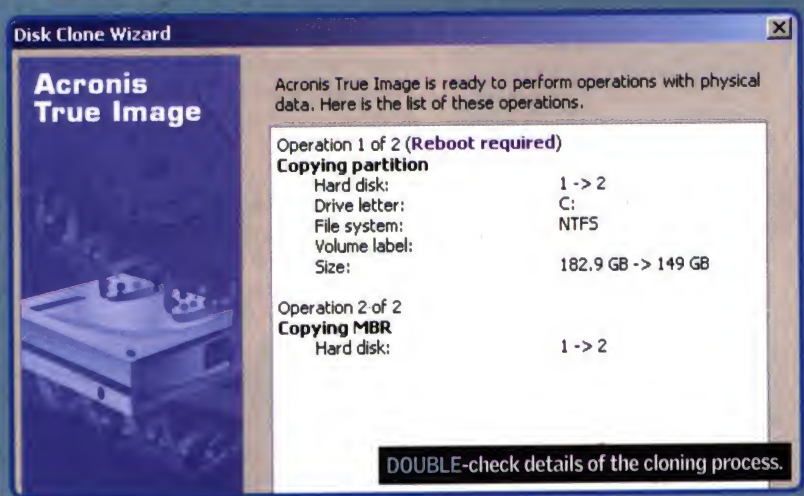 Disk Clone Wizard
Acronis
True Image
Acronis True Image is ready to perform operations with physical
data. Here is the list of these operations.
Operation 1 of 2 (Reboot required)
Copying partition
Hard disk: 1 -> 2
Drive letter: C:
File system: NTFS
Volume label:
Size: 182.9 GB -> 149 GB
Operation 2 of 2
Copying MBR
Hard disk: 1 -> 2
DOUBLE-check details of the cloning process.